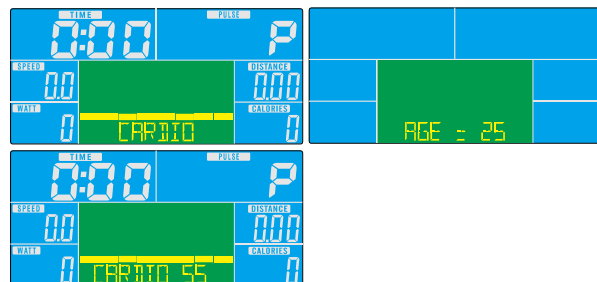 TIME PULSE
0:00 P
SPEED DISTANCE
0.0 0.00
WATT CALORIES
0 CARDIO 0
AGE = 25
TIME PULSE
0:00 P
SPEED DISTANCE
0.0 0.00
WATT CALORIES
0 CARDIO 55 0